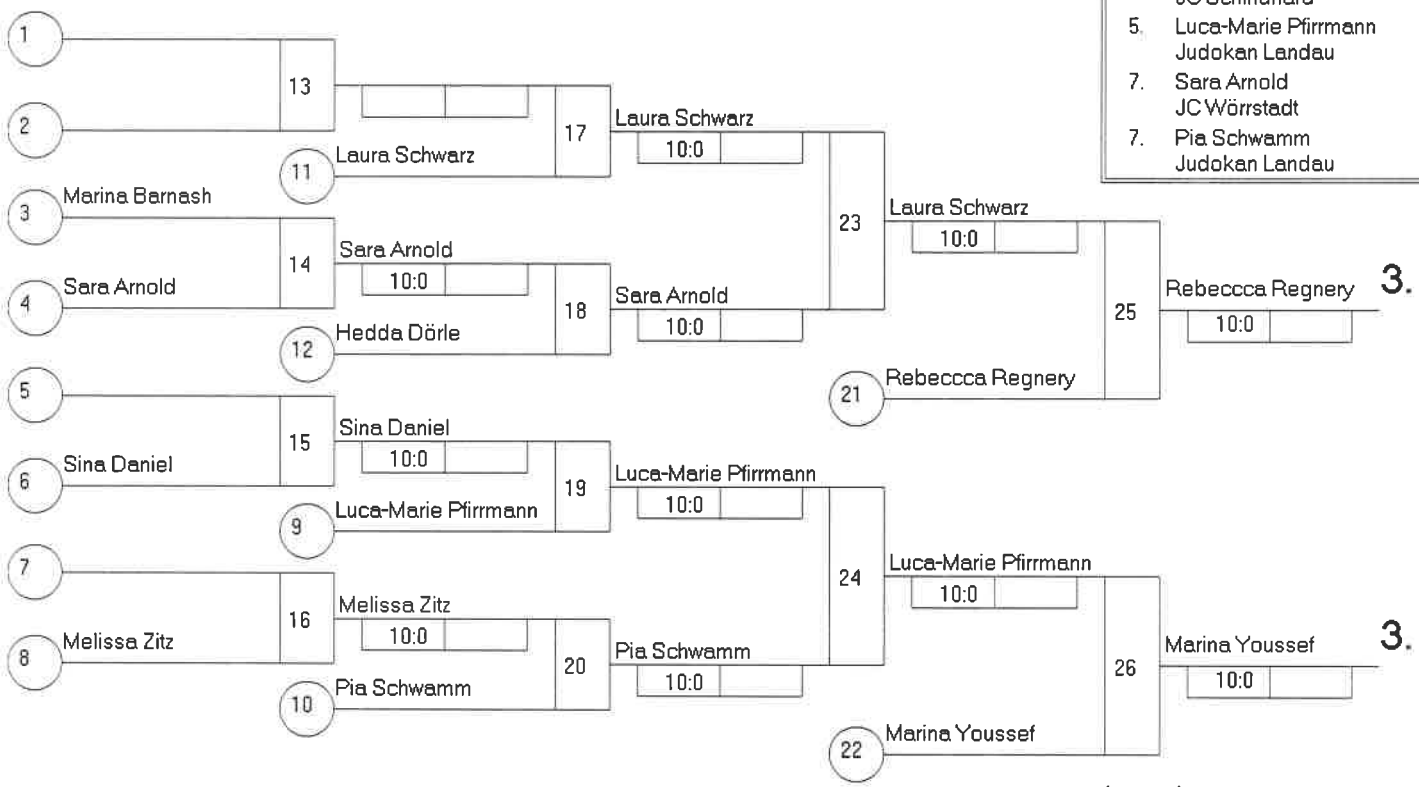 5. Luca-Marie Pfirrmann
Judokan Landau
7. Sara Arnold
JC Wörrstadt
7. Pia Schwamm
Judokan Landau
1
13
2
17
Laura Schwarz
10:0
11
Laura Schwarz
3
Marina Barnash
14
Sara Arnold
10:0
4
Sara Arnold
18
Sara Arnold
10:0
12
Hedda Dörle
23
Laura Schwarz
10:0
25
Rebeccca Regnery
10:0
3.
21
Rebeccca Regnery
5
15
Sina Daniel
10:0
6
Sina Daniel
19
Luca-Marie Pfirrmann
10:0
9
Luca-Marie Pfirrmann
7
16
Melissa Zitz
10:0
8
Melissa Zitz
20
Pia Schwamm
10:0
10
Pia Schwamm
24
Luca-Marie Pfirrmann
10:0
26
Marina Youssef
10:0
3.
22
Marina Youssef